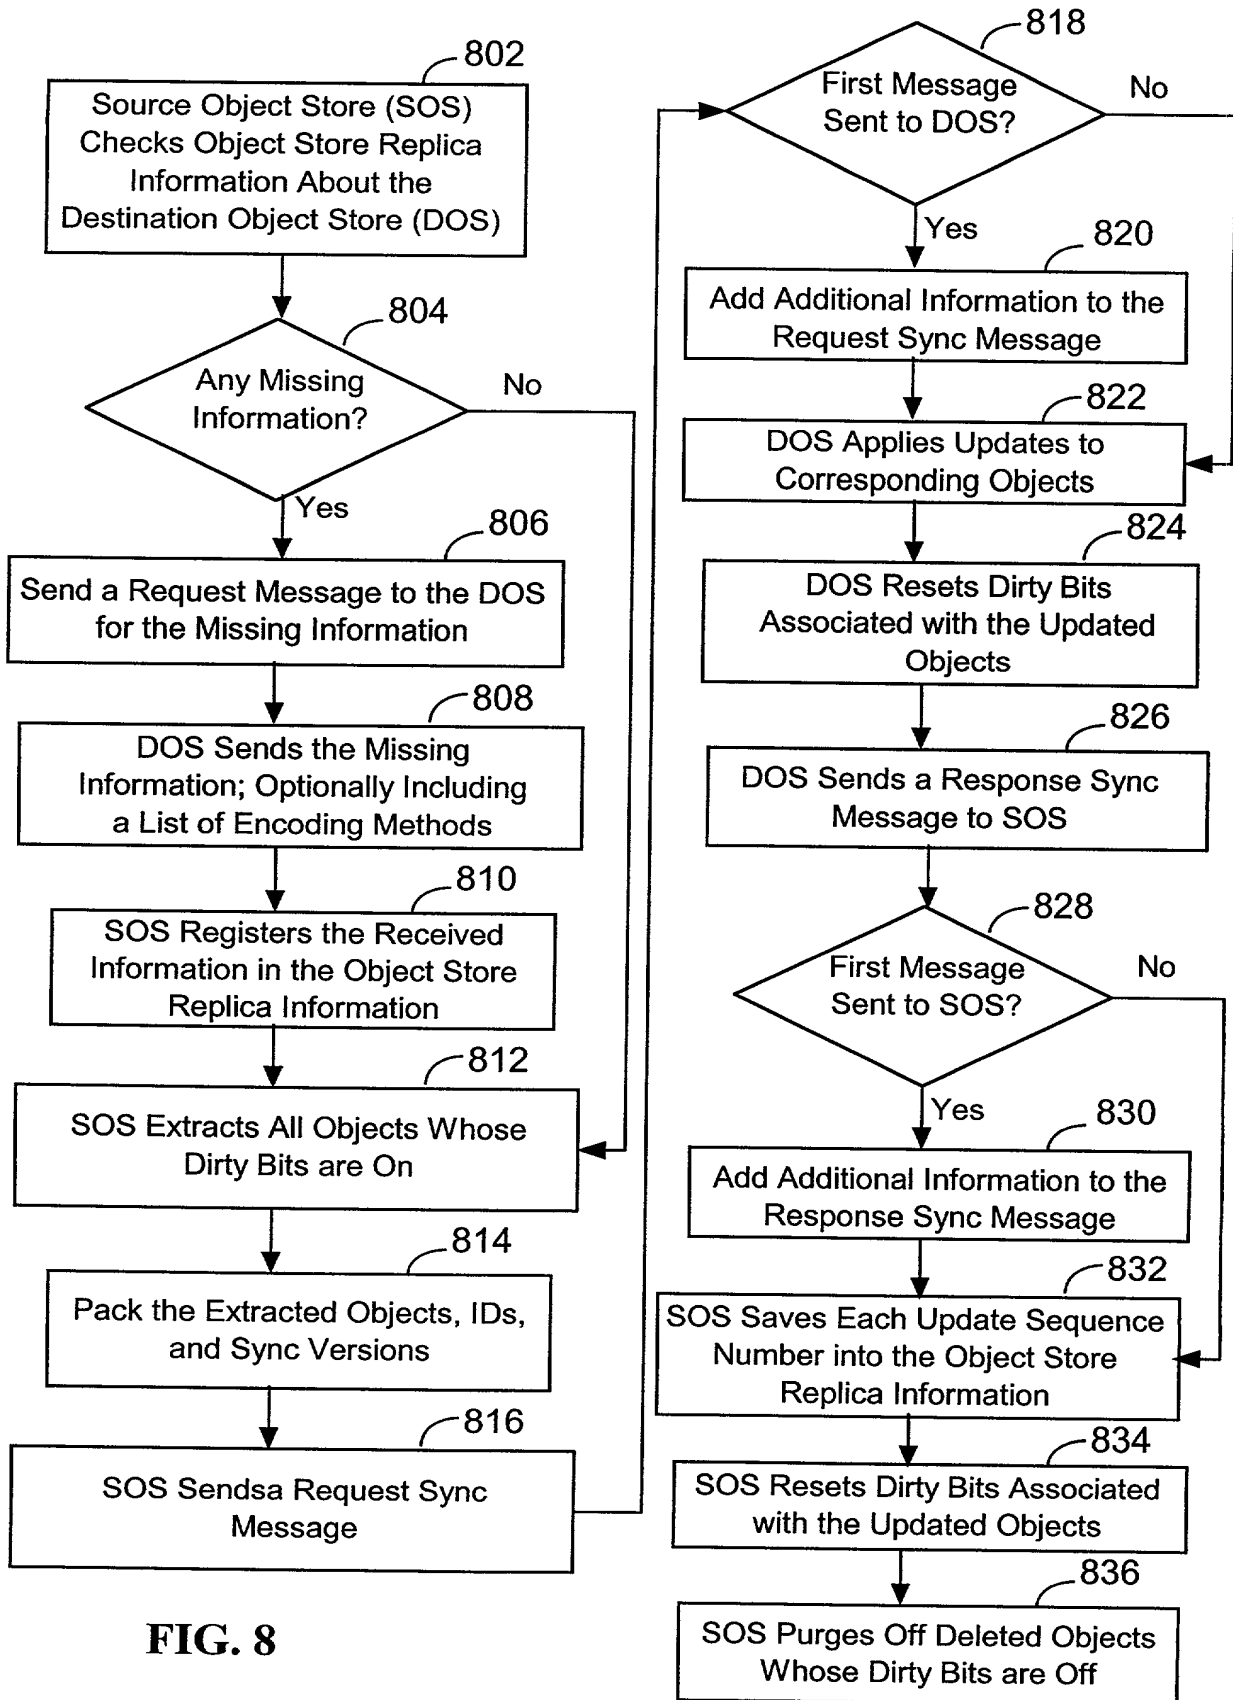 802
Source Object Store (SOS)
Checks Object Store Replica
Information About the
Destination Object Store (DOS)
804
Any Missing
Information?
No
Yes
806
Send a Request Message to the DOS
for the Missing Information
808
DOS Sends the Missing
Information; Optionally Including
a List of Encoding Methods
810
SOS Registers the Received
Information in the Object Store
Replica Information
812
SOS Extracts All Objects Whose
Dirty Bits are On
814
Pack the Extracted Objects, IDs,
and Sync Versions
816
SOS Sendsa Request Sync
Message
FIG. 8
818
First Message
Sent to DOS?
No
Yes
820
Add Additional Information to the
Request Sync Message
822
DOS Applies Updates to
Corresponding Objects
824
DOS Resets Dirty Bits
Associated with the Updated
Objects
826
DOS Sends a Response Sync
Message to SOS
828
First Message
Sent to SOS?
No
Yes
830
Add Additional Information to the
Response Sync Message
832
SOS Saves Each Update Sequence
Number into the Object Store
Replica Information
834
SOS Resets Dirty Bits Associated
with the Updated Objects
836
SOS Purges Off Deleted Objects
Whose Dirty Bits are Off